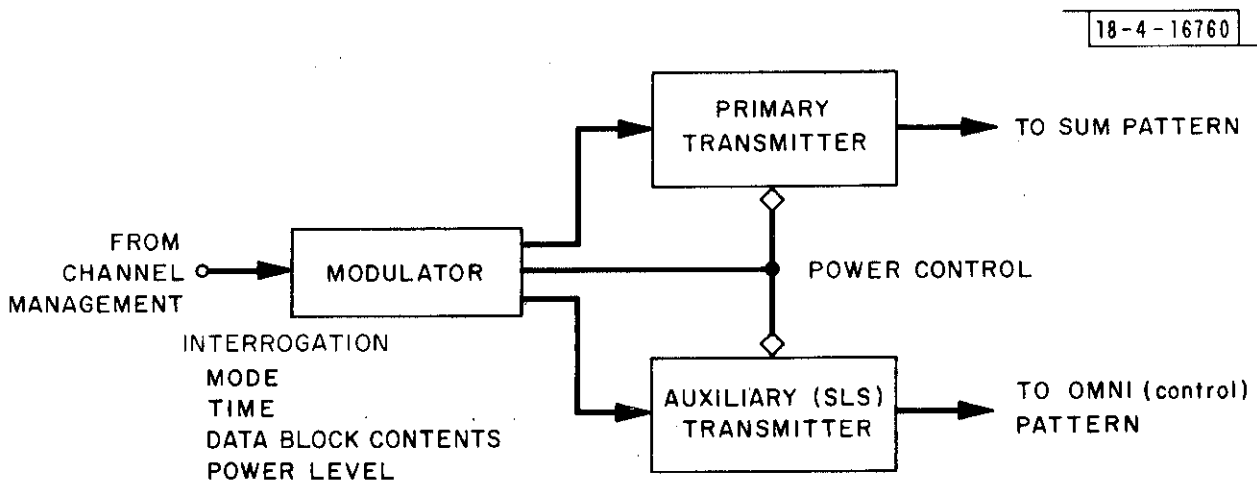 18-4-16760
PRIMARY
TRANSMITTER
TO SUM PATTERN
FROM
CHANNEL
MANAGEMENT
MODULATOR
POWER CONTROL
INTERROGATION
MODE
TIME
DATA BLOCK CONTENTS
POWER LEVEL
AUXILIARY (SLS)
TRANSMITTER
TO OMNI (control)
PATTERN